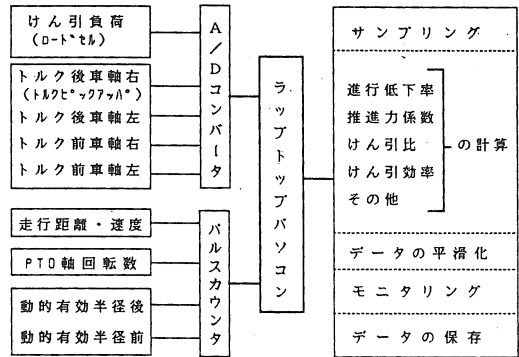 けん引負荷
(ﾛｰﾄﾞｾﾙ)
トルク後車軸右
(ﾄﾙｸﾋﾟｯｸｱｯﾊﾟ)
トルク後車軸左
トルク前車軸右
トルク前車軸左
走行距離・速度
PTO軸回転数
動的有効半径後
動的有効半径前
A/Dコンバータ
パルスカウンタ
ラップトップパソコン
サンプリング
進行低下率
推進力係数
けん引比
けん引効率
その他
の計算
データの平滑化
モニタリング
データの保存